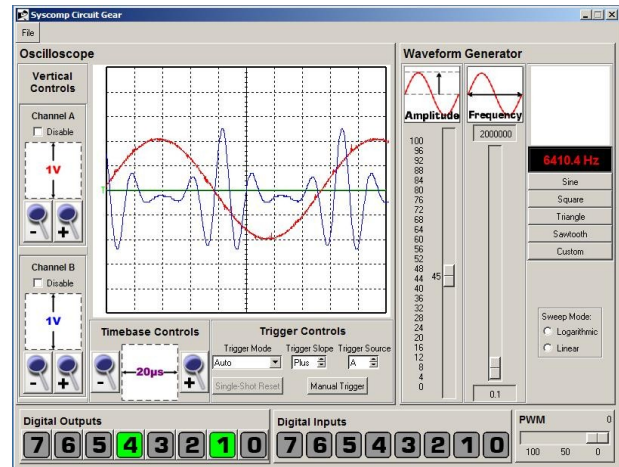 Syscomp Circuit Gear
File
Oscilloscope
Vertical
Controls
Channel A
Disable
1V
- +
Channel B
Disable
1V
- +
T
Timebase Controls
- 20µs +
Trigger Controls
Trigger Mode Trigger Slope Trigger Source
Auto Plus A
Single-Shot Reset Manual Trigger
Waveform Generator
Amplitude Frequency
2000000
100
96
92
88
84
80
76
72
68
64
60
56
52
48
44
40
36
32
28
24
20
16
12
8
4
0
45
0.1
6410.4 Hz
Sine
Square
Triangle
Sawtooth
Custom
Sweep Mode:
Logarithmic
Linear
Digital Outputs
7 6 5 4 3 2 1 0
Digital Inputs
7 6 5 4 3 2 1 0
PWM 0
100 50 0